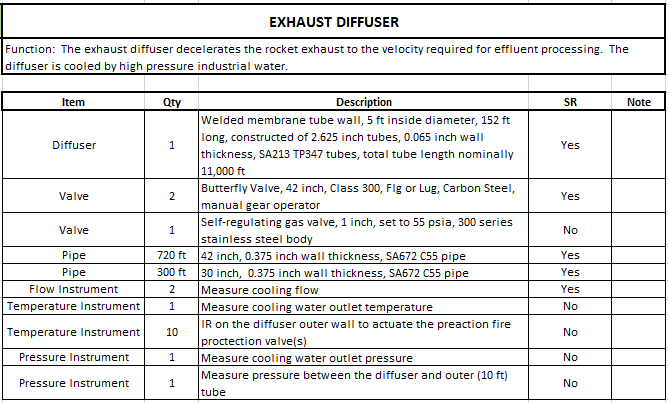 EXHAUST DIFFUSER
Function:  The exhaust diffuser decelerates the rocket exhaust to the velocity required for effluent processing.  The
diffuser is cooled by high pressure industrial water.
Item Qty Description SR Note
Diffuser 1 Welded membrane tube wall, 5 ft inside diameter, 152 ft
long, constructed of 2.625 inch tubes, 0.065 inch wall
thickness, SA213 TP347 tubes, total tube length nominally
11,000 ft Yes
Valve 2 Butterfly Valve, 42 inch, Class 300, Flg or Lug, Carbon Steel,
manual gear operator Yes
Valve 1 Self-regulating gas valve, 1 inch, set to 55 psia, 300 series
stainless steel body No
Pipe 720 ft 42 inch, 0.375 inch wall thickness, SA672 C55 pipe Yes
Pipe 300 ft 30 inch,  0.375 inch wall thickness, SA672 C55 pipe Yes
Flow Instrument 2 Measure cooling flow Yes
Temperature Instrument 1 Measure cooling water outlet temperature No
Temperature Instrument 10 IR on the diffuser outer wall to actuate the preaction fire
proctection valve(s) No
Pressure Instrument 1 Measure cooling water outlet pressure No
Pressure Instrument 1 Measure pressure between the diffuser and outer (10 ft)
tube No